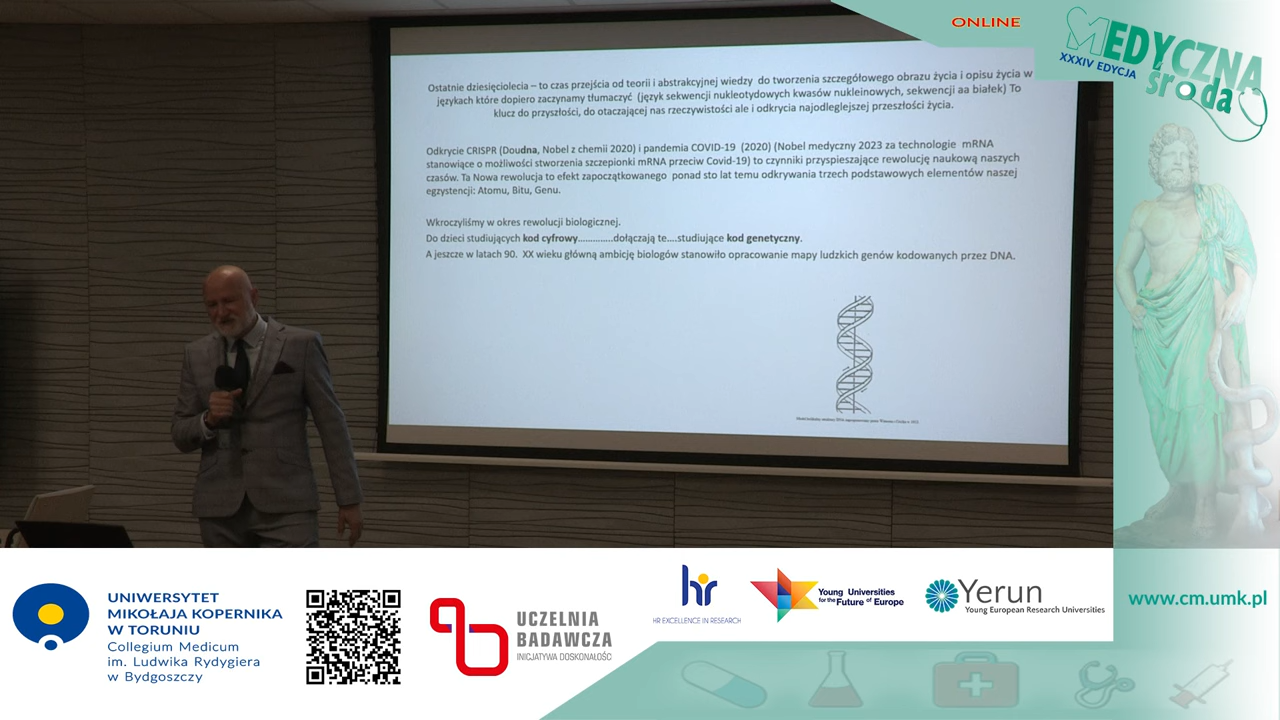 ONLINE
MEDYCZNA
XXXIV EDYCJA
środa
Ostatnie dziesięciolecia – to czas przejścia od teorii i abstrakcyjnej wiedzy do tworzenia szczegółowego obrazu życia i opisu życia w
językach które dopiero zaczynamy tłumaczyć (język sekwencji nukleotydowych kwasów nukleinowych, sekwencji aa białek) To
klucz do przyszłości, do otaczającej nas rzeczywistości ale i odkrycia najodleglejszej przeszłości życia.
Odkrycie CRISPR (Doudna, Nobel z chemii 2020) i pandemia COVID-19 (2020) (Nobel medyczny 2023 za technologie mRNA
stanowiące o możliwości stworzenia szczepionki mRNA przeciw Covid-19) to czynniki przyspieszające rewolucję naukową naszych
czasów. Ta Nowa rewolucja to efekt zapoczątkowanego ponad sto lat temu odkrywania trzech podstawowych elementów naszej
egzystencji: Atomu, Bitu, Genu.
Wkroczyliśmy w okres rewolucji biologicznej.
Do dzieci studiujących kod cyfrowy..............dołączają te....studiujące kod genetyczny.
A jeszcze w latach 90. XX wieku główną ambicję biologów stanowiło opracowanie mapy ludzkich genów kodowanych przez DNA.
UNIWERSYTET
MIKOŁAJA KOPERNIKA
W TORUNIU
Collegium Medicum
im. Ludwika Rydygiera
w Bydgoszczy
UCZELNIA
BADAWCZA
INICJATYWA DOSKONAŁOŚCI
hr
HR EXCELLENCE IN RESEARCH
Young Universities
for the Future of Europe
Yerun
Young European Research Universities
www.cm.umk.pl